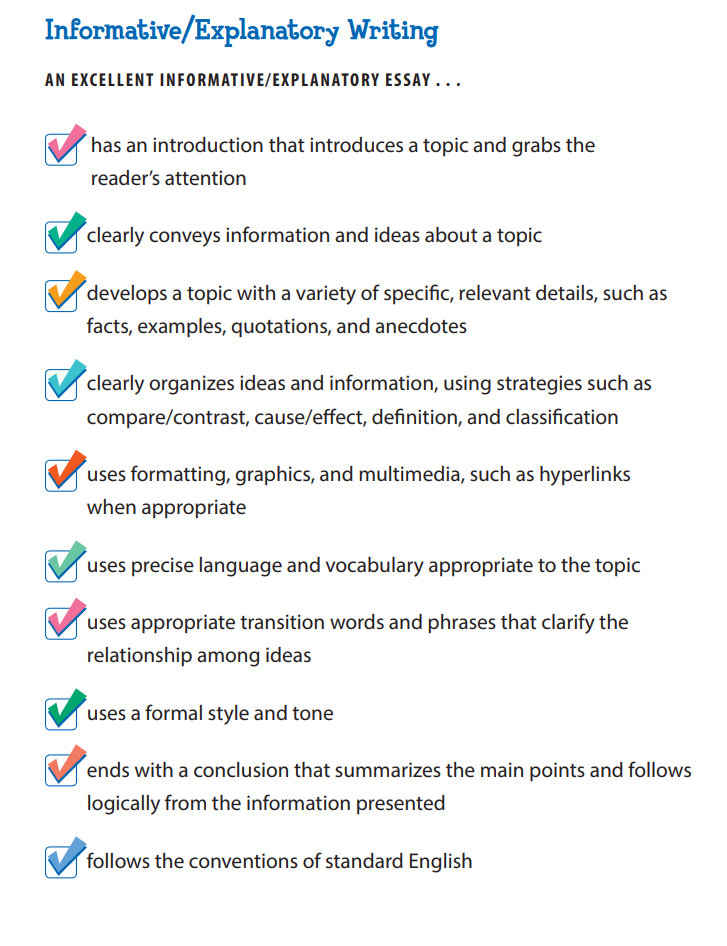 Informative/Explanatory Writing
AN EXCELLENT INFORMATIVE/EXPLANATORY ESSAY . . .
has an introduction that introduces a topic and grabs the
reader’s attention
clearly conveys information and ideas about a topic
develops a topic with a variety of specific, relevant details, such as
facts, examples, quotations, and anecdotes
clearly organizes ideas and information, using strategies such as
compare/contrast, cause/effect, definition, and classification
uses formatting, graphics, and multimedia, such as hyperlinks
when appropriate
uses precise language and vocabulary appropriate to the topic
uses appropriate transition words and phrases that clarify the
relationship among ideas
uses a formal style and tone
ends with a conclusion that summarizes the main points and follows
logically from the information presented
follows the conventions of standard English